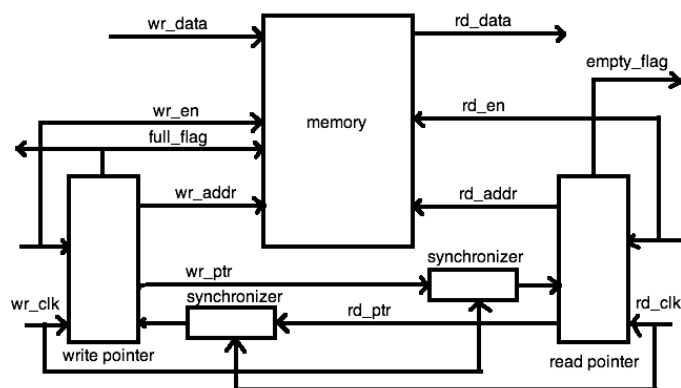 wr_data
rd_data
empty_flag
wr_en
memory
rd_en
full_flag
wr_addr
rd_addr
synchronizer
wr_ptr
wr_clk
synchronizer
rd_ptr
rd_clk
write pointer
read pointer